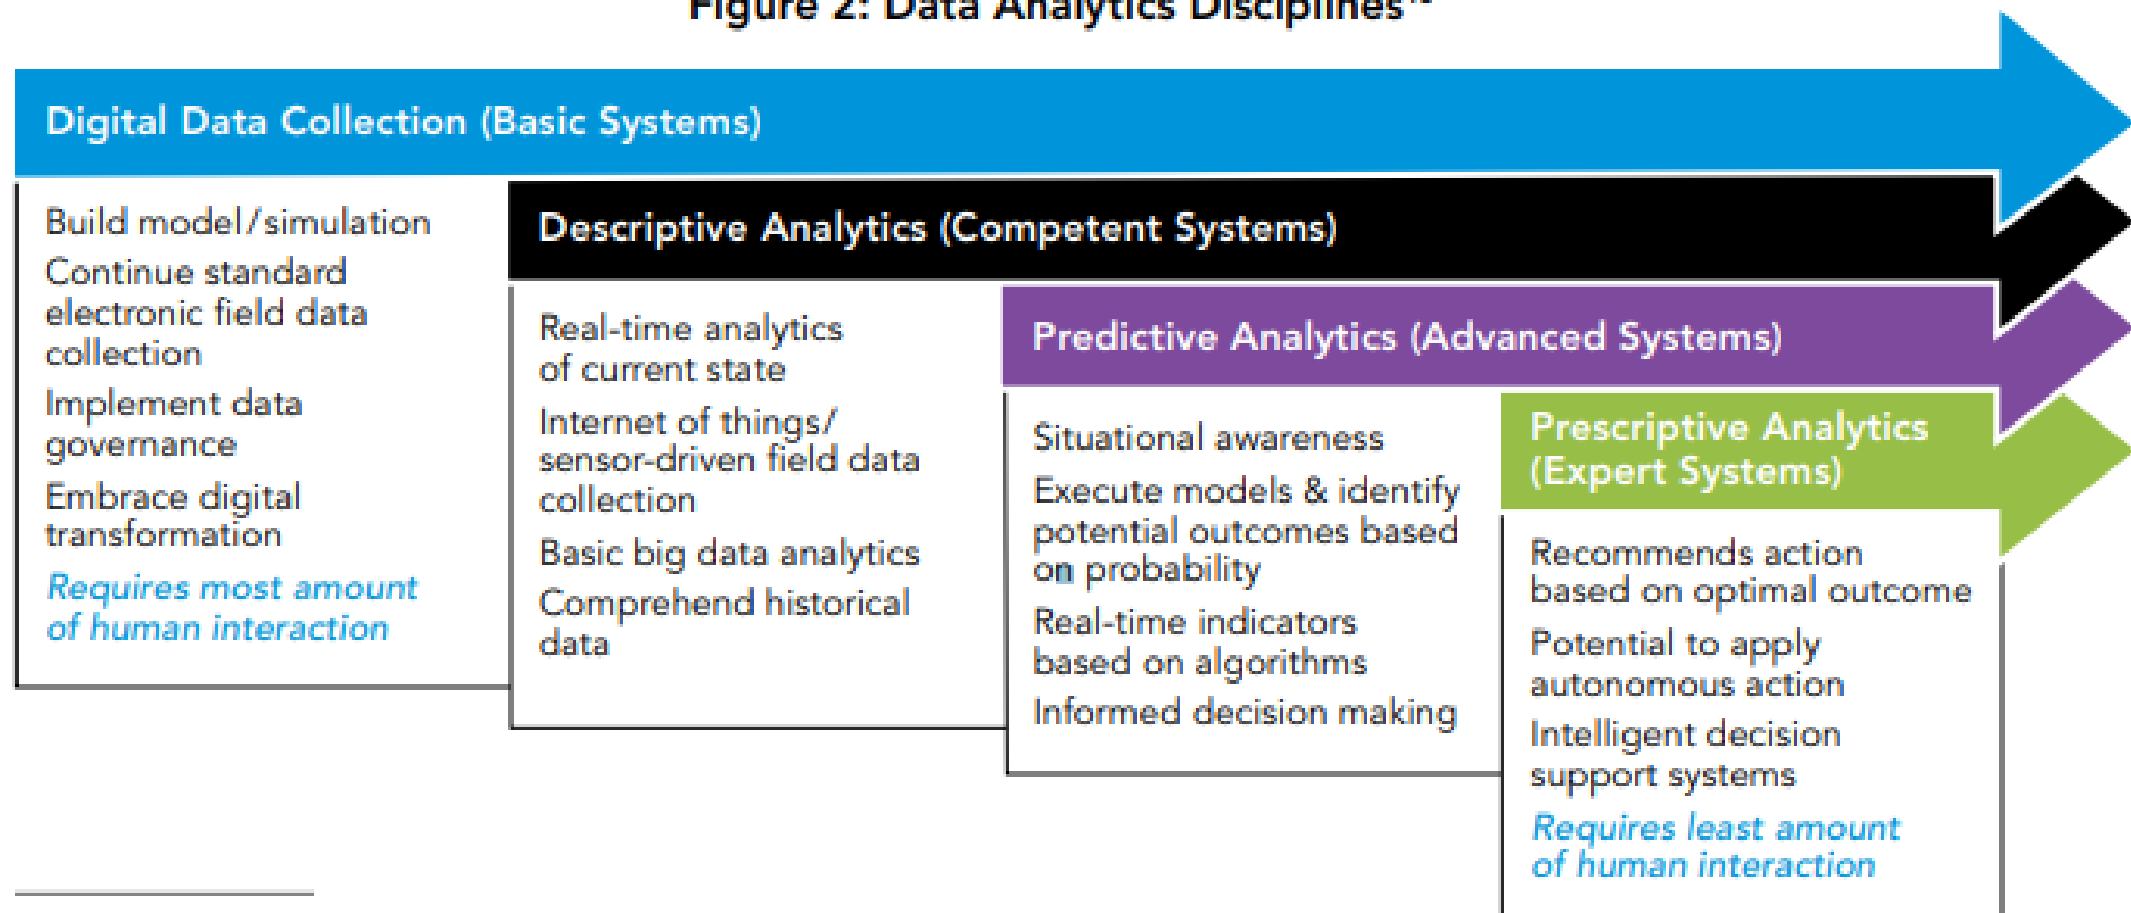 Figure 2: Data Analytics Disciplines
Digital Data Collection (Basic Systems)
Build model/simulation
Continue standard
electronic field data
collection
Implement data
governance
Embrace digital
transformation
Requires most amount
of human interaction
Descriptive Analytics (Competent Systems)
Real-time analytics
of current state
Internet of things/
sensor-driven field data
collection
Basic big data analytics
Comprehend historical
data
Predictive Analytics (Advanced Systems)
Situational awareness
Execute models & identify
potential outcomes based
on probability
Real-time indicators
based on algorithms
Informed decision making
Prescriptive Analytics
(Expert Systems)
Recommends action
based on optimal outcome
Potential to apply
autonomous action
Intelligent decision
support systems
Requires least amount
of human interaction